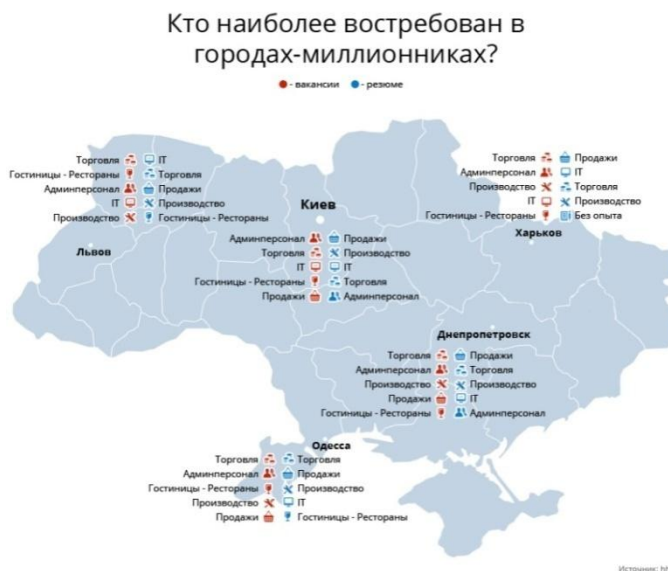 Кто наиболее востребован в
городах-миллионниках?
- вакансии - резюме
Торговля IT
Гостиницы - Рестораны Торговля
Админперсонал Продажи
IT Производство
Производство Гостиницы - Рестораны
Львов
Киев
Админперсонал Продажи
Торговля Производство
IT IT
Гостиницы - Рестораны Торговля
Продажи Админперсонал
Торговля Продажи
Админперсонал IT
Производство Торговля
IT Производство
Гостиницы - Рестораны Без опыта
Харьков
Днепропетровск
Торговля Продажи
Админперсонал Торговля
Производство Производство
Продажи IT
Гостиницы - Рестораны Админперсонал
Одесса
Торговля Торговля
Админперсонал Продажи
Гостиницы - Рестораны Производство
Производство IT
Продажи Гостиницы - Рестораны
Источник: